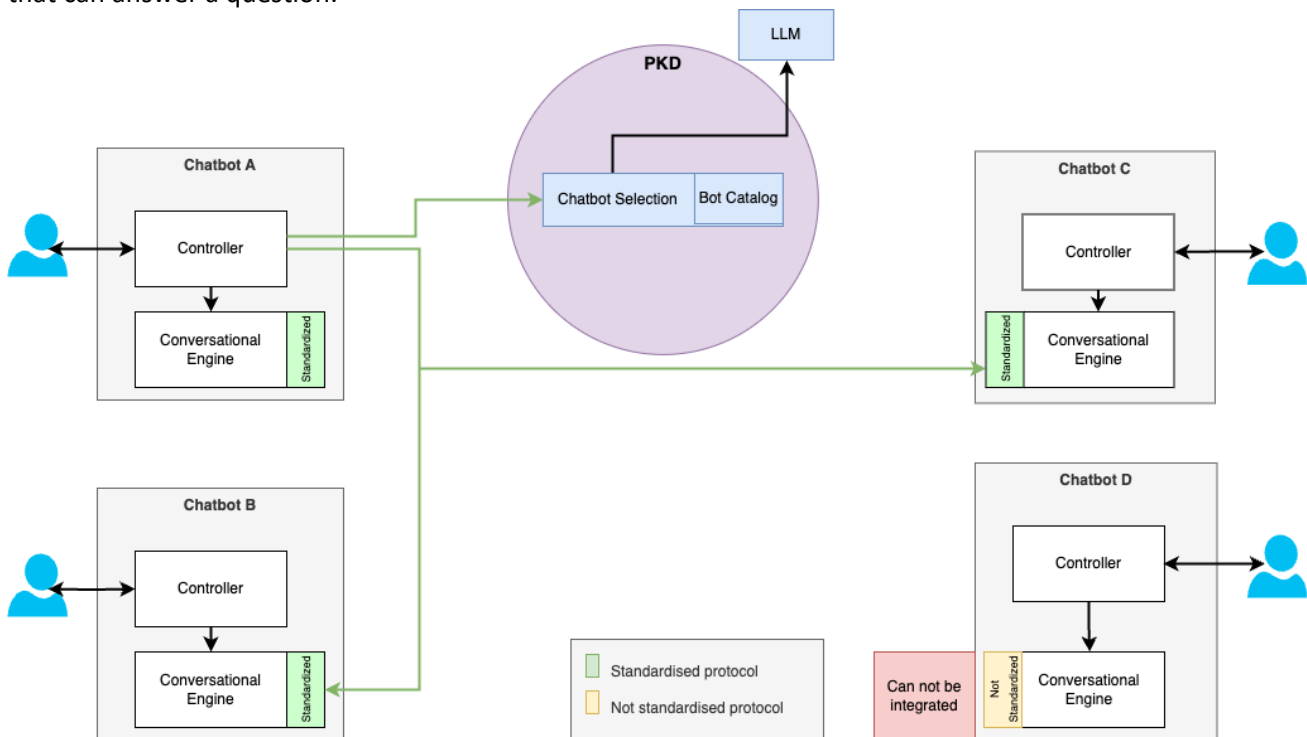 that can answer a question.
LLM
PKD
Chatbot A
Chatbot C
Chatbot Selection
Bot Catalog
Controller
Controller
Conversational
Engine
Standardized
Standardized
Conversational
Engine
Chatbot B
Chatbot D
Controller
Controller
Conversational
Engine
Standardized
Standardised protocol
Not standardised protocol
Can not be
integrated
Not
Standardized
Conversational
Engine